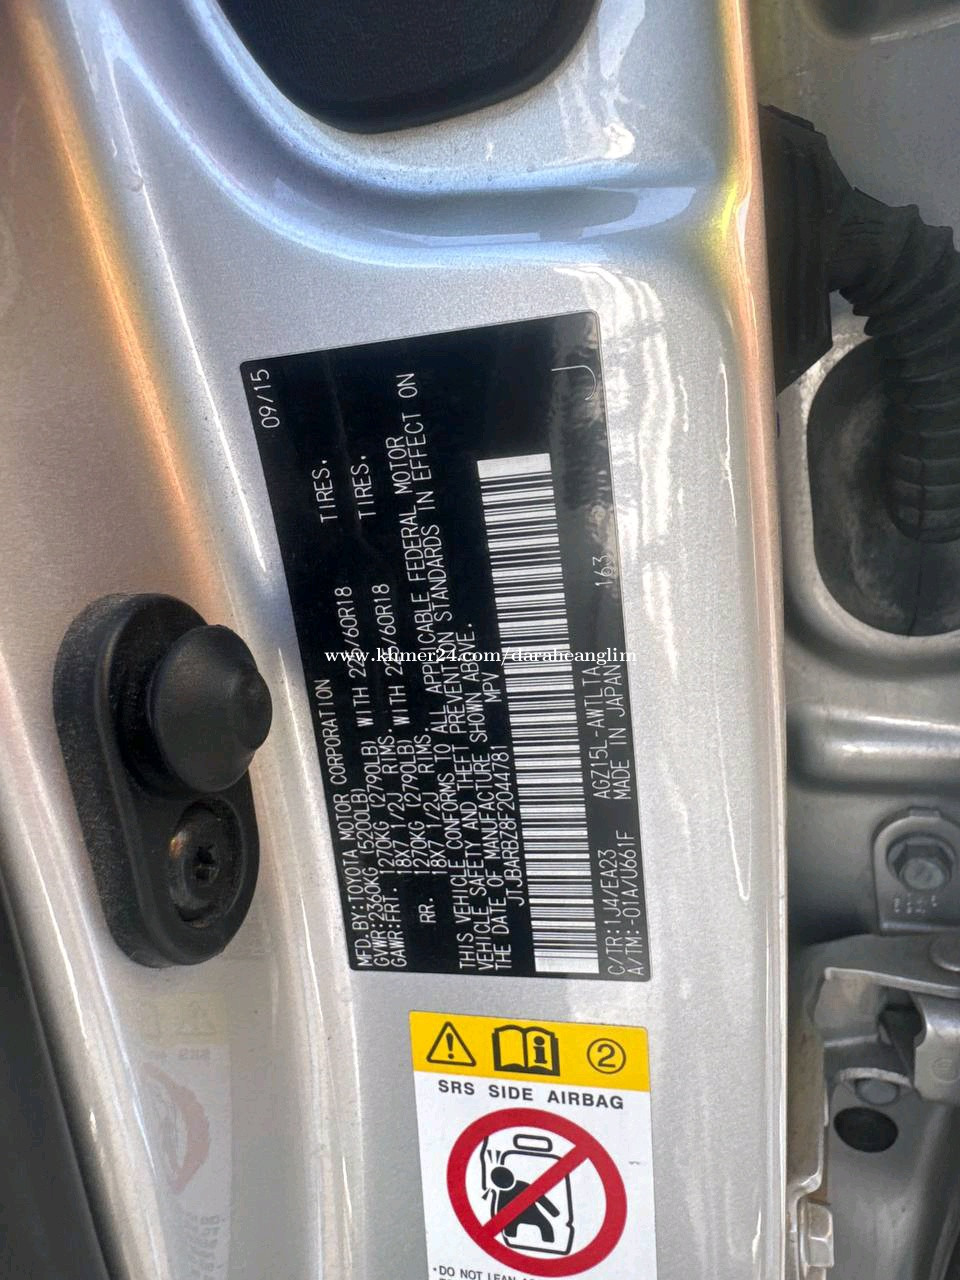 09/15
MFD.BY:TOYOTA MOTOR CORPORATION
GVWR:2360KG (5200LB)
GAWR:FRT. 1270KG (2790LB) WITH 225/60R18 TIRES.
18X7 1/2J RIMS.
RR. 1270KG (2790LB) WITH 225/60R18 TIRES.
18X7 1/2J RIMS.
THIS VEHICLE CONFORMS TO ALL APPLICABLE FEDERAL MOTOR
VEHICLE SAFETY AND THEFT PREVENTION STANDARDS IN EFFECT ON
THE DATE OF MANUFACTURE SHOWN ABOVE.
JTJBARBZ8F2044781 MPV
C/TR:1J4/EA23 AGZ15L-AWTLTA 163
A/TM:-01A/U661F MADE IN JAPAN
J
www.khmer24.com/daraheanglim
2
SRS SIDE AIRBAG
•DO NOT LEAN